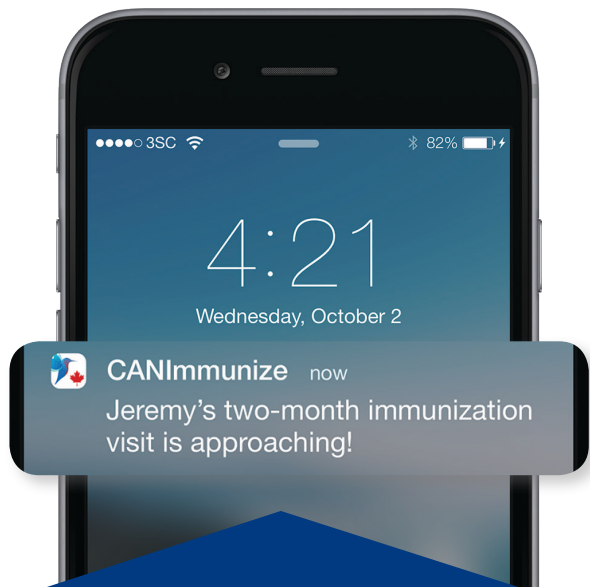 3SC 82%
4:21
Wednesday, October 2
CANImmunize now
Jeremy's two-month immunization
visit is approaching!